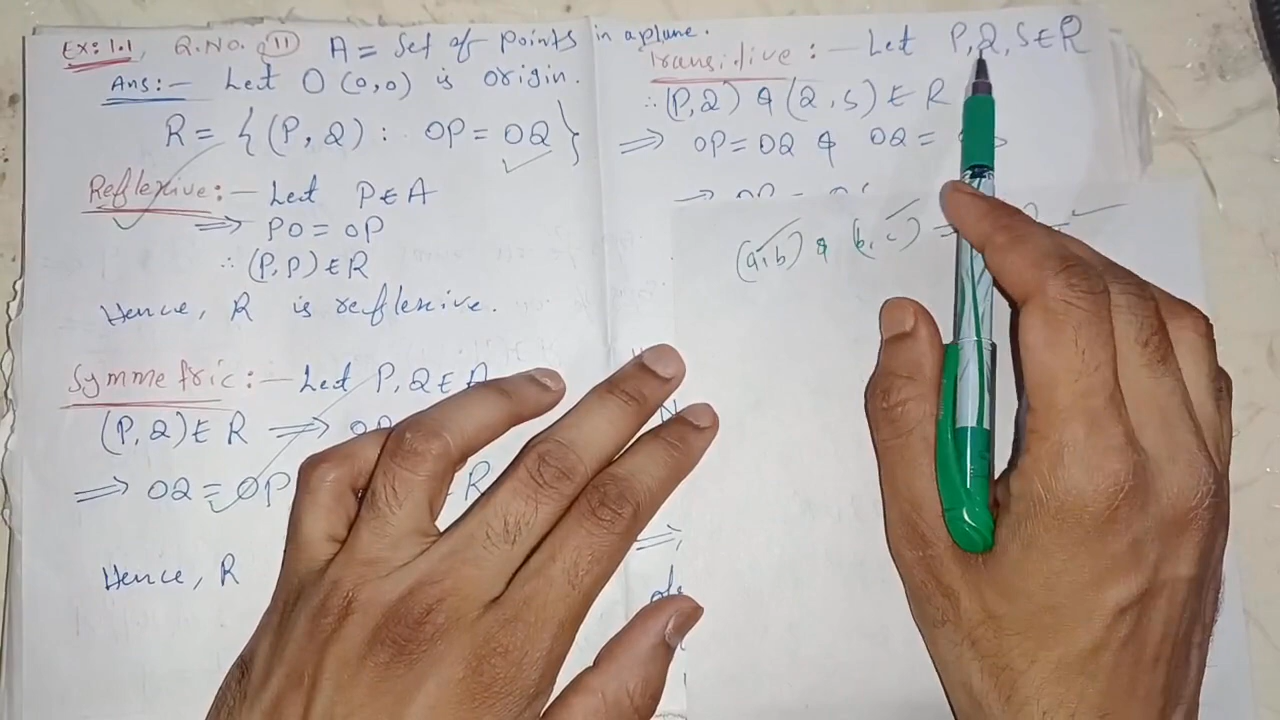 Ex: 1.1, Q.No. 11 A = Set of Points in a plane.
Ans:- Let O (0,0) is origin.
R = {(P, Q) : OP = OQ}
Reflexive:- Let P ∈ A
⇒ PO = OP
∴ (P, P) ∈ R
Hence, R is reflexive.
Symmetric:- Let P, Q ∈ A
(P, Q) ∈ R ⇒
⇒ OQ = OP R
Hence, R
Transitive:- Let P, Q, S ∈ R
∴ (P, Q) & (Q, S) ∈ R
⇒ OP = OQ & OQ =
(a, b) & (b, c) ⇒
⇒